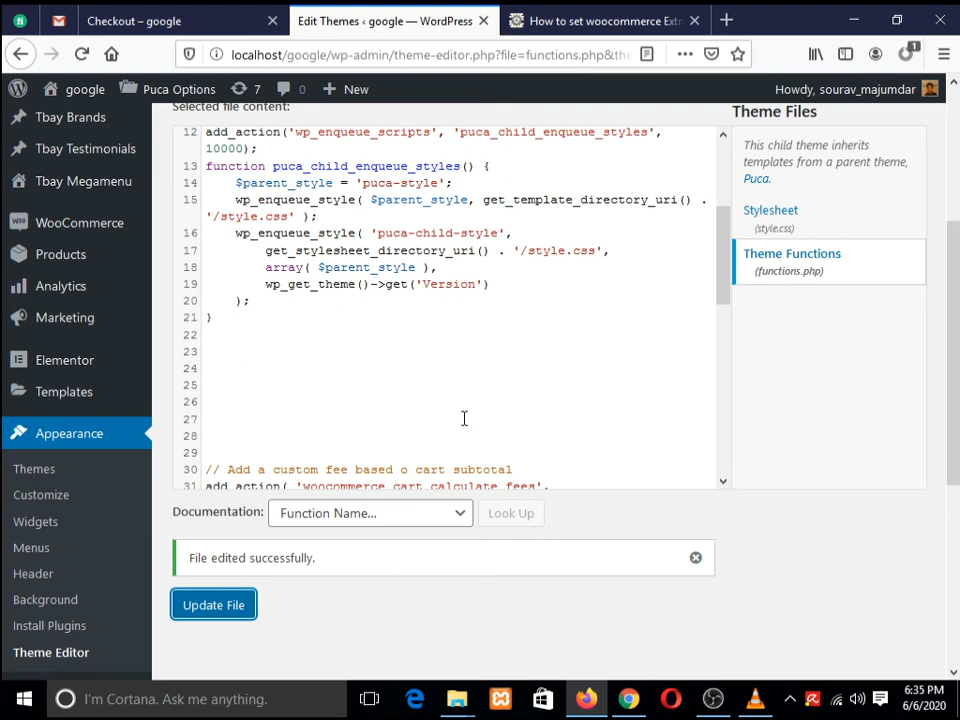 Checkout – google
Edit Themes ‹ google — WordPress
How to set woocommerce Extr
localhost/google/wp-admin/theme-editor.php?file=functions.php&the
google
Puca Options
7
0
New
Howdy, sourav_majumdar
Tbay Brands
Tbay Testimonials
Tbay Megamenu
WooCommerce
Products
Analytics
Marketing
Elementor
Templates
Appearance
Themes
Customize
Widgets
Menus
Header
Background
Install Plugins
Theme Editor
Selected file content:
12 add_action('wp_enqueue_scripts', 'puca_child_enqueue_styles',
10000);
13 function puca_child_enqueue_styles() {
14 $parent_style = 'puca-style';
15 wp_enqueue_style( $parent_style, get_template_directory_uri() .
'/style.css' );
16 wp_enqueue_style( 'puca-child-style',
17 get_stylesheet_directory_uri() . '/style.css',
18 array( $parent_style ),
19 wp_get_theme()->get('Version')
20 );
21 }
22
23
24
25
26
27
28
29
30 // Add a custom fee based o cart subtotal
31 add_action( 'woocommerce_cart_calculate_fees',
Theme Files
This child theme inherits
templates from a parent theme,
Puca.
Stylesheet
(style.css)
Theme Functions
(functions.php)
Documentation:
Function Name...
Look Up
File edited successfully.
Update File
I'm Cortana. Ask me anything.
6:35 PM
6/6/2020